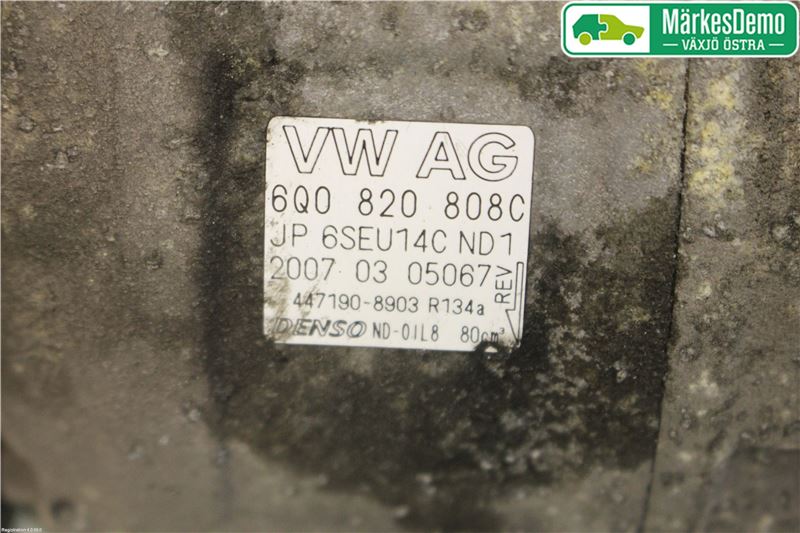 MärkesDemo
VÄXJÖ ÖSTRA
VW AG
6Q0 820 808C
JP 6SEU14C ND1
2007 03 05067
REV
447190-8903 R134a
DENSO ND-OIL8 80cm³